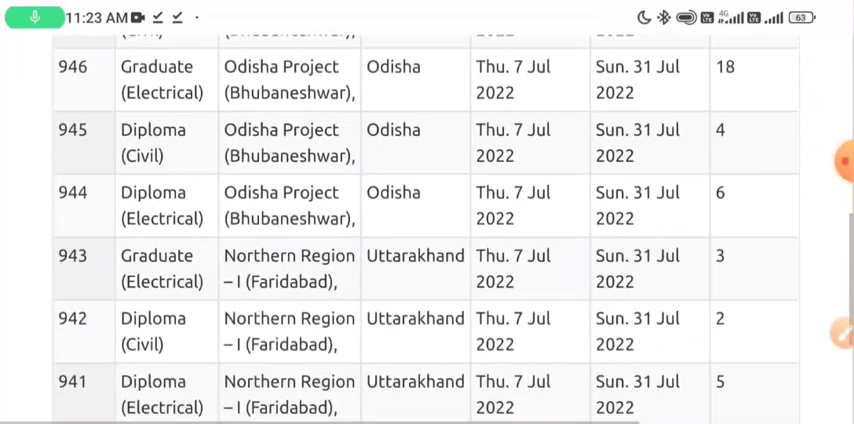 11:23 AM
4G
63
(Bhubaneshwar),
946 Graduate Odisha Project Odisha Thu. 7 Jul Sun. 31 Jul 18
(Electrical) (Bhubaneshwar), 2022 2022
945 Diploma Odisha Project Odisha Thu. 7 Jul Sun. 31 Jul 4
(Civil) (Bhubaneshwar), 2022 2022
944 Diploma Odisha Project Odisha Thu. 7 Jul Sun. 31 Jul 6
(Electrical) (Bhubaneshwar), 2022 2022
943 Graduate Northern Region Uttarakhand Thu. 7 Jul Sun. 31 Jul 3
(Electrical) – I (Faridabad), 2022 2022
942 Diploma Northern Region Uttarakhand Thu. 7 Jul Sun. 31 Jul 2
(Civil) – I (Faridabad), 2022 2022
941 Diploma Northern Region Uttarakhand Thu. 7 Jul Sun. 31 Jul 5
(Electrical) – I (Faridabad), 2022 2022